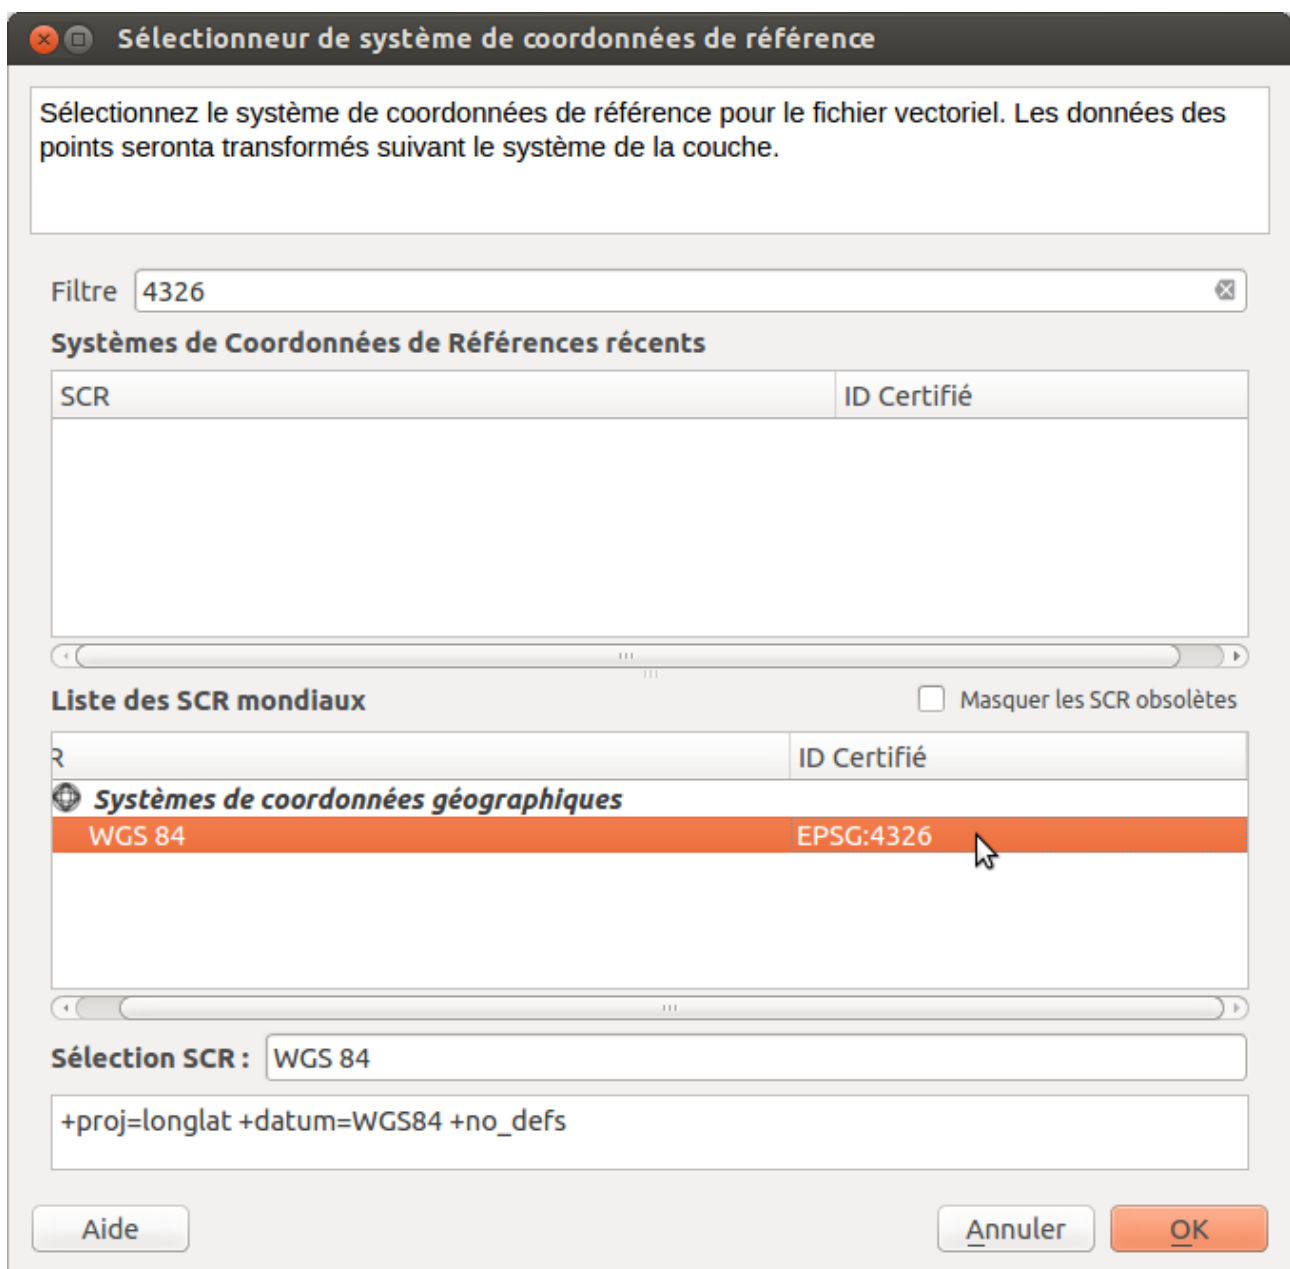 Sélectionneur de système de coordonnées de référence
Sélectionnez le système de coordonnées de référence pour le fichier vectoriel. Les données des
points seronta transformés suivant le système de la couche.
Filtre 4326
Systèmes de Coordonnées de Référénces récents
SCR ID Certifié
Liste des SCR mondiaux Masquer les SCR obsolètes
R ID Certifié
Systèmes de coordonnées géographiques
WGS 84 EPSG:4326
Sélection SCR : WGS 84
+proj=longlat +datum=WGS84 +no_defs
Aide Annuler OK